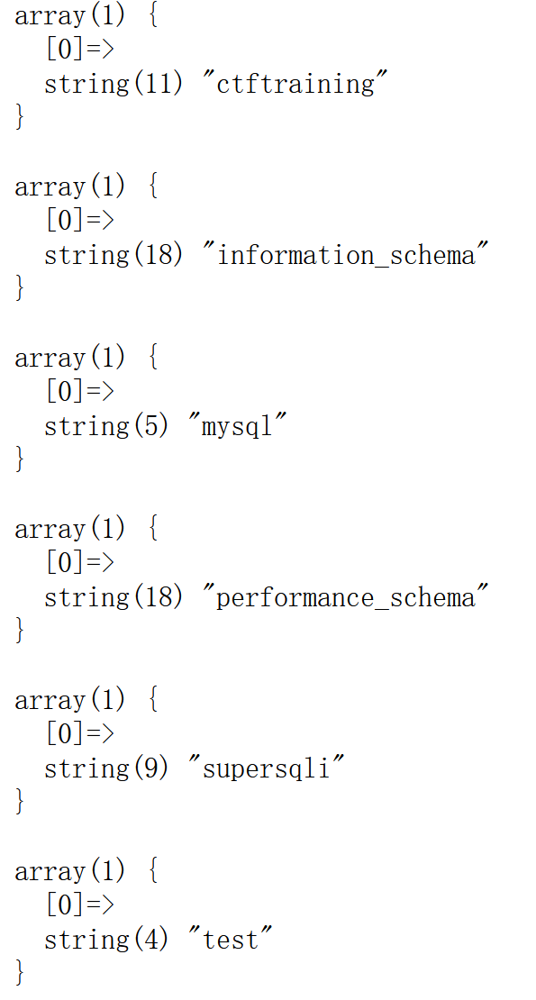 array(1) {
  [0]=>
  string(11) "ctftraining"
}

array(1) {
  [0]=>
  string(18) "information_schema"
}

array(1) {
  [0]=>
  string(5) "mysql"
}

array(1) {
  [0]=>
  string(18) "performance_schema"
}

array(1) {
  [0]=>
  string(9) "supersqli"
}

array(1) {
  [0]=>
  string(4) "test"
}